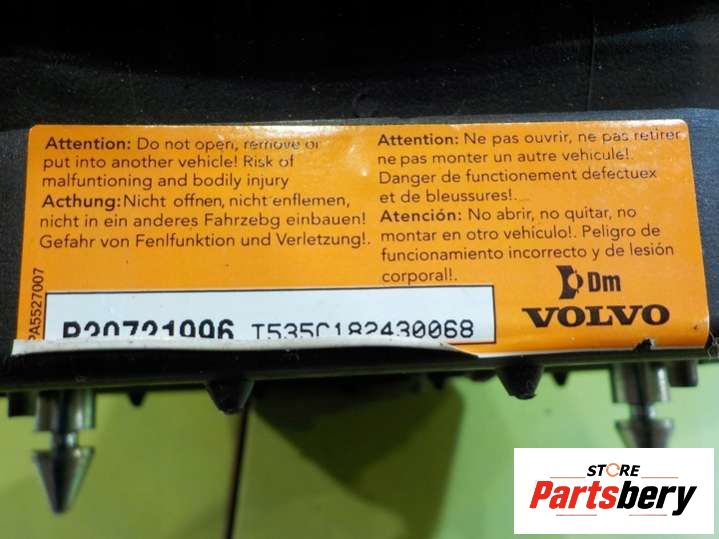 Attention: Do not open, remove or
put into another vehicle! Risk of
malfuntioning and bodily injury
Acthung: Nicht offnen, nicht enflemen,
nicht in ein anderes Fahrzebg einbauen!
Gefahr von Fenlfunktion und Verletzung!.
Attention: Ne pas ouvrir, ne pas retirer
ne pas monter un autre vehicule!.
Danger de functionement defectuex
et de bleussures!.
Atención: No abrir, no quitar, no
montar en otro vehículo!. Peligro de
funcionamiento incorrecto y de lesión
corporal!.
PA5527007
P30721996 T535C182430068
Dm
VOLVO
STORE
Partsbery